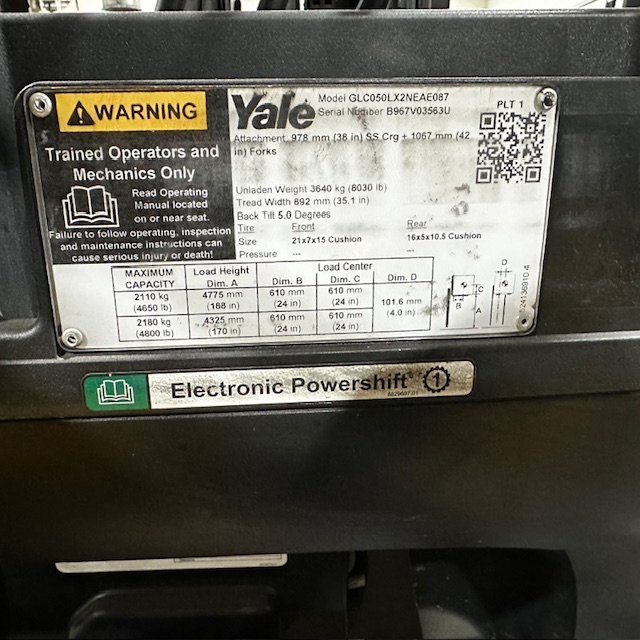 WARNING
Trained Operators and
Mechanics Only
Read Operating
Manual located
on or near seat.
Failure to follow operating, inspection
and maintenance instructions can
cause serious injury or death!
Yale
Model GLC050LX2NEAE087
Serial Number B967V03563U
PLT 1
Attachment 978 mm (38 in) SS Crg + 1067 mm (42
in) Forks
Unladen Weight 3640 kg (8030 lb)
Tread Width 892 mm (35.1 in)
Back Tilt 5.0 Degrees
Tire Front Rear
Size 21x7x15 Cushion 16x5x10.5 Cushion
Pressure --- ---
MAXIMUM CAPACITY Load Height Dim. A Load Center Dim. B Dim. C Dim. D
2110 kg (4650 lb) 4775 mm (188 in) 610 mm (24 in) 610 mm (24 in) 101.6 mm (4.0 in)
2180 kg (4800 lb) 4325 mm (170 in) 610 mm (24 in) 610 mm (24 in)
D
C
B
A
Electronic Powershift 1